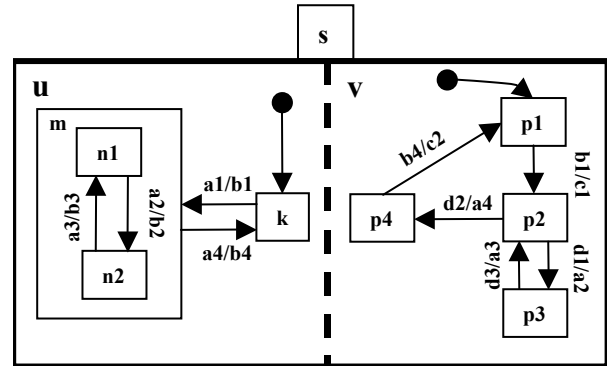 s
u
v
m
n1
n2
a3/b3
a2/b2
a1/b1
a4/b4
k
p1
b4/c2
b1/c1
p4
d2/a4
p2
d3/a3
d1/a2
p3